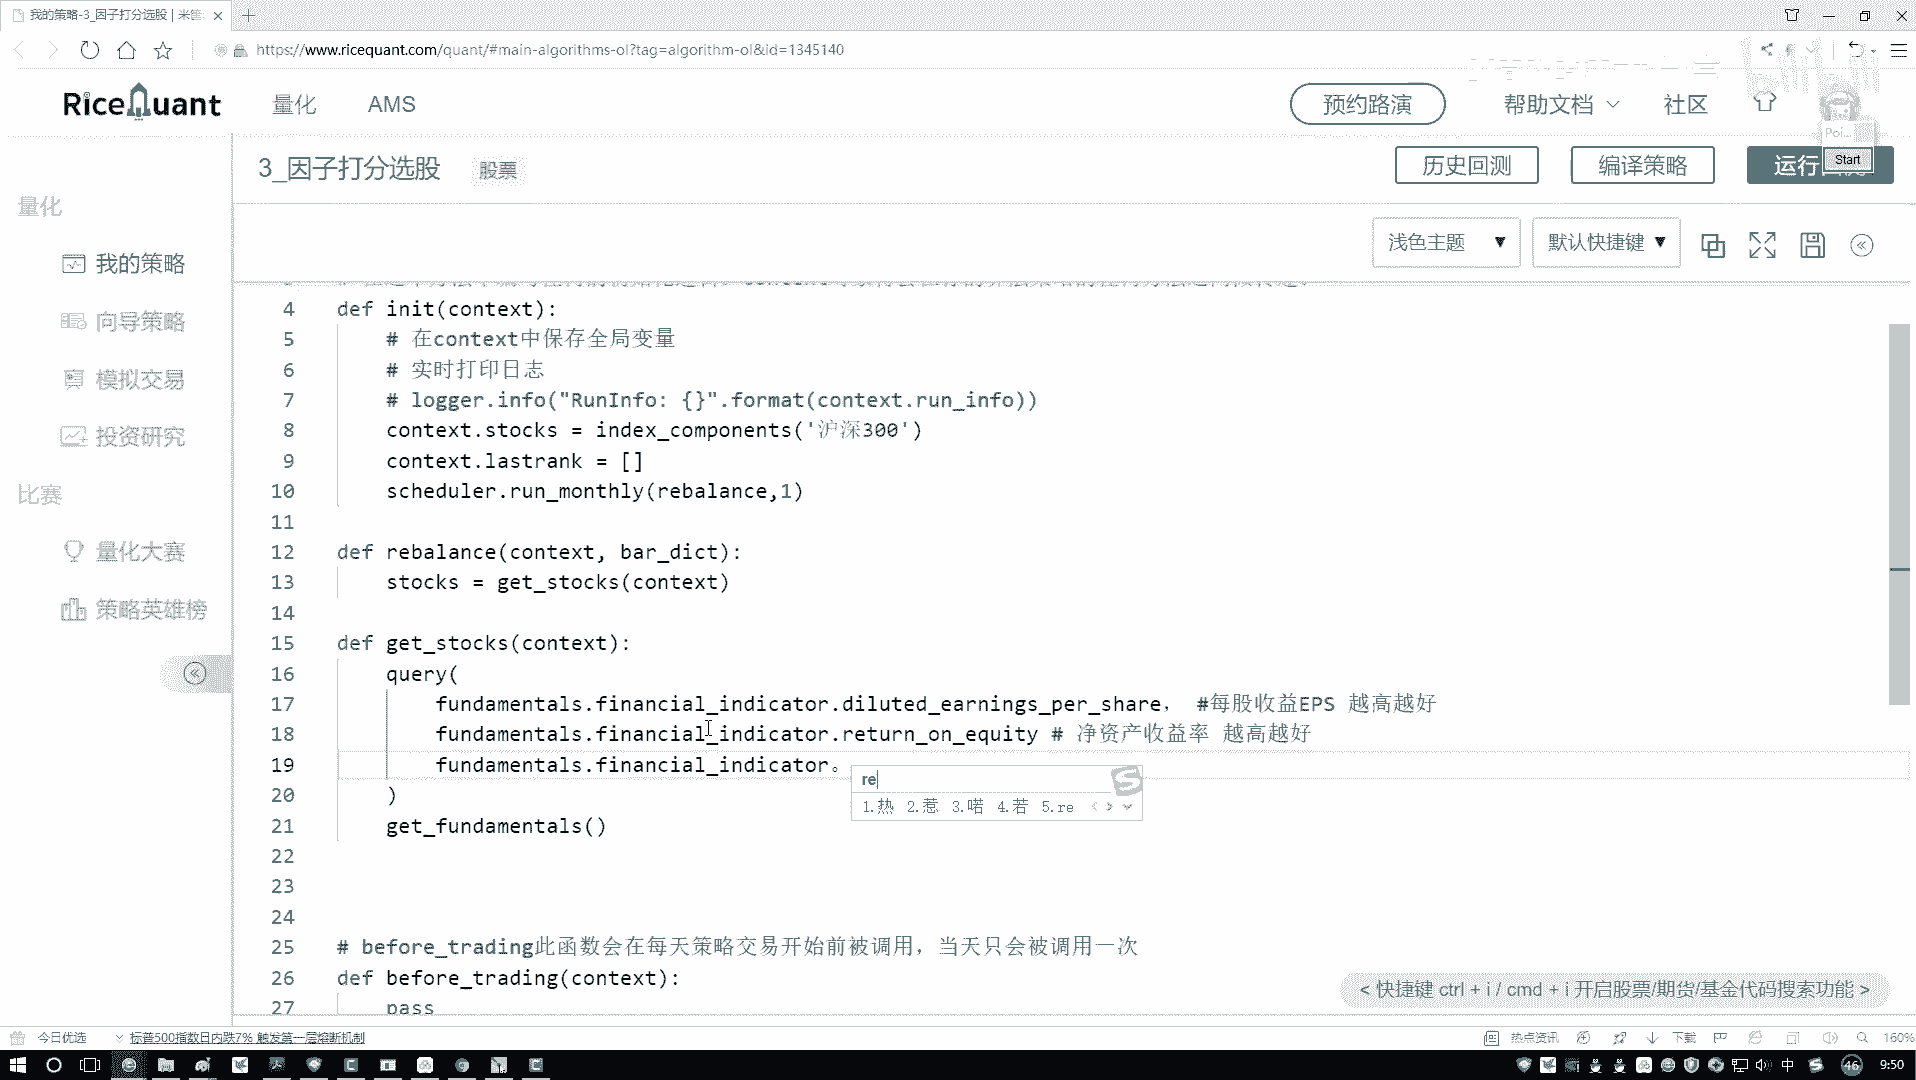 我的策略-3_因子打分选股 | 米筐
https://www.ricequant.com/quant/#main-algorithms-ol?tag=algorithm-ol&id=1345140
RiceQuant 量化 AMS 预约路演 帮助文档 社区
Poi...
Start
3_因子打分选股 股票 历史回测 编译策略 运行
浅色主题 ▼ 默认快捷键 ▼
量化
我的策略
向导策略
模拟交易
投资研究
比赛
量化大赛
策略英雄榜
4 def init(context):
5 # 在context中保存全局变量
6 # 实时打印日志
7 # logger.info("RunInfo: {}".format(context.run_info))
8 context.stocks = index_components('沪深300')
9 context.lastrank = []
10 scheduler.run_monthly(rebalance,1)
11
12 def rebalance(context, bar_dict):
13 stocks = get_stocks(context)
14
15 def get_stocks(context):
16 query(
17 fundamentals.financial_indicator.diluted_earnings_per_share， #每股收益EPS 越高越好
18 fundamentals.financial_indicator.return_on_equity # 净资产收益率 越高越好
19 fundamentals.financial_indicator。
re
1.热 2.惹 3.喏 4.若 5.re
20 )
21 get_fundamentals()
22
23
24
25 # before_trading此函数会在每天策略交易开始前被调用，当天只会被调用一次
26 def before_trading(context):
27 pass
< 快捷键 ctrl + i / cmd + i 开启股票/期货/基金代码搜索功能 >
今日优选 标普500指数日内跌7% 触发第一层熔断机制 热点资讯 下载 160%
中 46 9:50